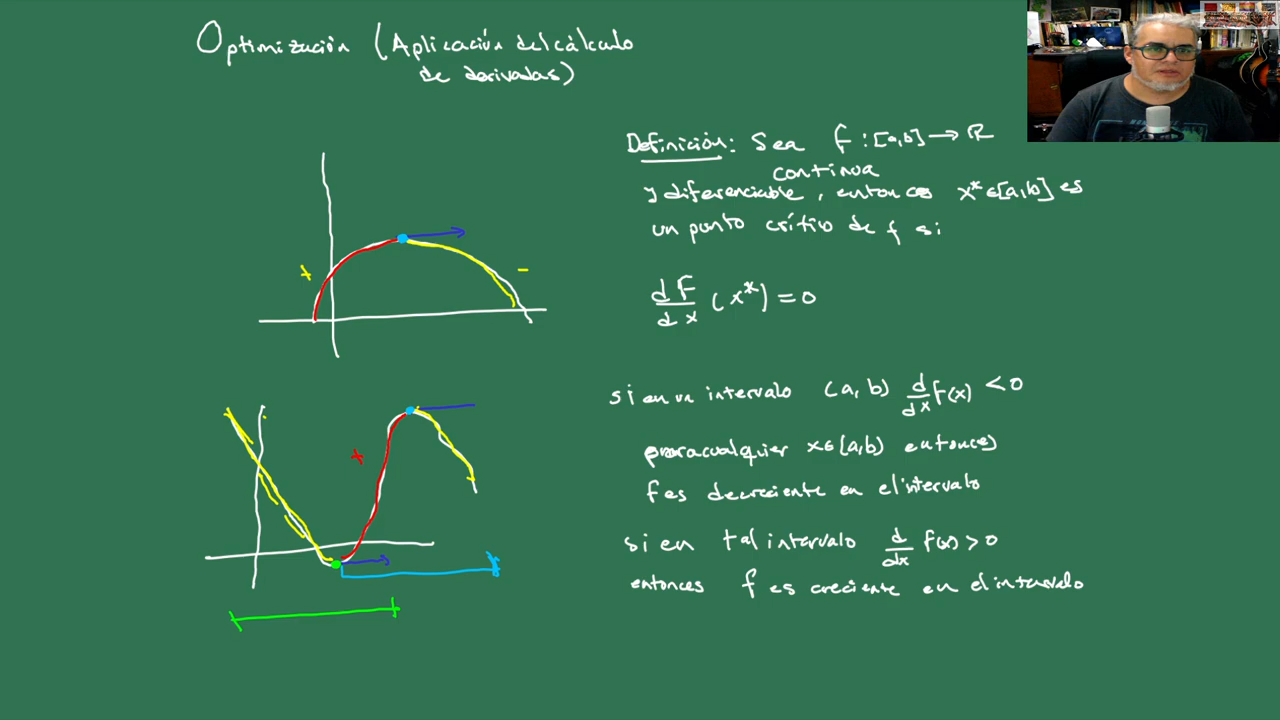 Optimización (Aplicación del cálculo
de derivadas)
Definición: Sea f : [a,b] → ℝ
continua
y diferenciable, entonces x* ∈ [a,b] es
un punto crítico de f si
df/dx (x*) = 0
si en un intervalo (a, b) d/dx f(x) < 0
para cualquier x ∈ (a,b) entonces
f es decreciente en el intervalo
si en tal intervalo d/dx f(x) > 0
entonces f es creciente en el intervalo
+
-
+